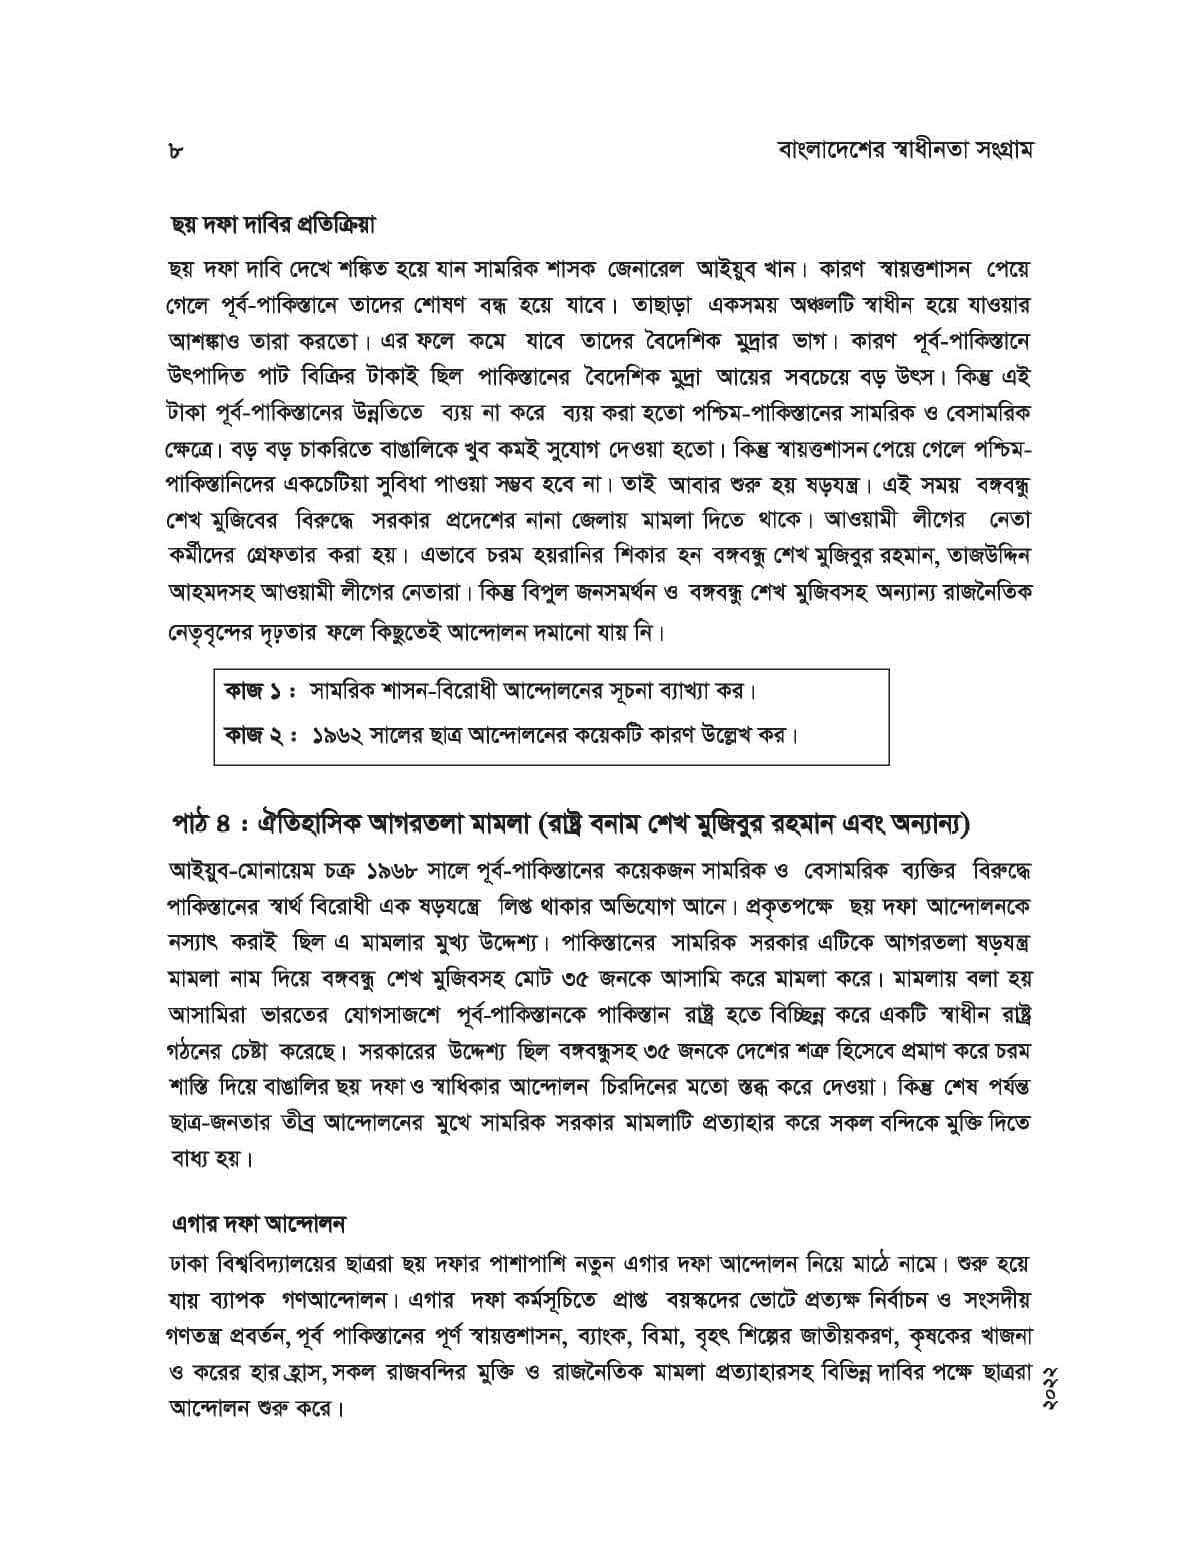 ৮
বাংলাদেশের স্বাধীনতা সংগ্রাম
ছয় দফা দাবির প্রতিক্রিয়া
ছয় দফা দাবি দেখে শঙ্কিত হয়ে যান সামরিক শাসক জেনারেল আইয়ুব খান। কারণ স্বায়ত্তশাসন পেয়ে
গেলে পূর্ব-পাকিস্তানে তাদের শোষণ বন্ধ হয়ে যাবে। তাছাড়া একসময় অঞ্চলটি স্বাধীন হয়ে যাওয়ার
আশঙ্কাও তারা করতো। এর ফলে কমে যাবে তাদের বৈদেশিক মুদ্রার ভাগ। কারণ পূর্ব-পাকিস্তানে
উৎপাদিত পাট বিক্রির টাকাই ছিল পাকিস্তানের বৈদেশিক মুদ্রা আয়ের সবচেয়ে বড় উৎস। কিন্তু এই
টাকা পূর্ব-পাকিস্তানের উন্নতিতে ব্যয় না করে ব্যয় করা হতো পশ্চিম-পাকিস্তানের সামরিক ও বেসামরিক
ক্ষেত্রে। বড় বড় চাকরিতে বাঙালিকে খুব কমই সুযোগ দেওয়া হতো। কিন্তু স্বায়ত্তশাসন পেয়ে গেলে পশ্চিম-
পাকিস্তানিদের একচেটিয়া সুবিধা পাওয়া সম্ভব হবে না। তাই আবার শুরু হয় ষড়যন্ত্র। এই সময় বঙ্গবন্ধু
শেখ মুজিবের বিরুদ্ধে সরকার প্রদেশের নানা জেলায় মামলা দিতে থাকে। আওয়ামী লীগের নেতা
কর্মীদের গ্রেফতার করা হয়। এভাবে চরম হয়রানির শিকার হন বঙ্গবন্ধু শেখ মুজিবুর রহমান, তাজউদ্দিন
আহমদসহ আওয়ামী লীগের নেতারা। কিন্তু বিপুল জনসমর্থন ও বঙ্গবন্ধু শেখ মুজিবসহ অন্যান্য রাজনৈতিক
নেতৃবৃন্দের দৃঢ়তার ফলে কিছুতেই আন্দোলন দমানো যায় নি।
কাজ ১ : সামরিক শাসন-বিরোধী আন্দোলনের সূচনা ব্যাখ্যা কর।
কাজ ২ : ১৯৬২ সালের ছাত্র আন্দোলনের কয়েকটি কারণ উল্লেখ কর।
পাঠ ৪ : ঐতিহাসিক আগরতলা মামলা (রাষ্ট্র বনাম শেখ মুজিবুর রহমান এবং অন্যান্য)
আইয়ুব-মোনায়েম চক্র ১৯৬৮ সালে পূর্ব-পাকিস্তানের কয়েকজন সামরিক ও বেসামরিক ব্যক্তির বিরুদ্ধে
পাকিস্তানের স্বার্থ বিরোধী এক ষড়যন্ত্রে লিপ্ত থাকার অভিযোগ আনে। প্রকৃতপক্ষে ছয় দফা আন্দোলনকে
নস্যাৎ করাই ছিল এ মামলার মুখ্য উদ্দেশ্য। পাকিস্তানের সামরিক সরকার এটিকে আগরতলা ষড়যন্ত্র
মামলা নাম দিয়ে বঙ্গবন্ধু শেখ মুজিবসহ মোট ৩৫ জনকে আসামি করে মামলা করে। মামলায় বলা হয়
আসামিরা ভারতের যোগসাজশে পূর্ব-পাকিস্তানকে পাকিস্তান রাষ্ট্র হতে বিচ্ছিন্ন করে একটি স্বাধীন রাষ্ট্র
গঠনের চেষ্টা করেছে। সরকারের উদ্দেশ্য ছিল বঙ্গবন্ধুসহ ৩৫ জনকে দেশের শত্রু হিসেবে প্রমাণ করে চরম
শাস্তি দিয়ে বাঙালির ছয় দফা ও স্বাধিকার আন্দোলন চিরদিনের মতো স্তব্ধ করে দেওয়া। কিন্তু শেষ পর্যন্ত
ছাত্র-জনতার তীব্র আন্দোলনের মুখে সামরিক সরকার মামলাটি প্রত্যাহার করে সকল বন্দিকে মুক্তি দিতে
বাধ্য হয়।
এগার দফা আন্দোলন
ঢাকা বিশ্ববিদ্যালয়ের ছাত্ররা ছয় দফার পাশাপাশি নতুন এগার দফা আন্দোলন নিয়ে মাঠে নামে। শুরু হয়ে
যায় ব্যাপক গণআন্দোলন। এগার দফা কর্মসূচিতে প্রাপ্ত বয়স্কদের ভোটে প্রত্যক্ষ নির্বাচন ও সংসদীয়
গণতন্ত্র প্রবর্তন, পূর্ব পাকিস্তানের পূর্ণ স্বায়ত্তশাসন, ব্যাংক, বিমা, বৃহৎ শিল্পের জাতীয়করণ, কৃষকের খাজনা
ও করের হার হ্রাস, সকল রাজবন্দির মুক্তি ও রাজনৈতিক মামলা প্রত্যাহারসহ বিভিন্ন দাবির পক্ষে ছাত্ররা
আন্দোলন শুরু করে।
২০২২